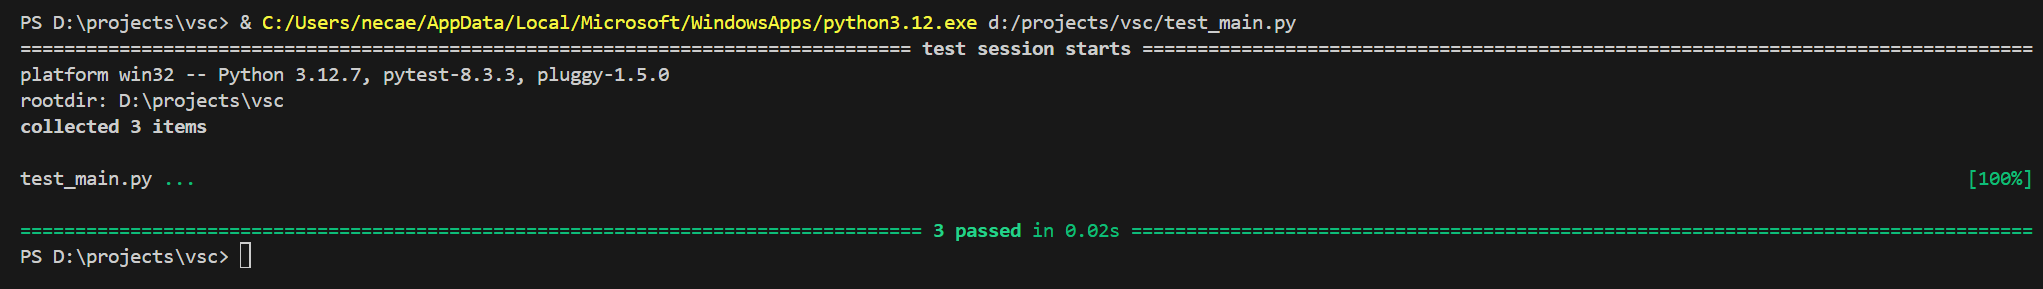 PS D:\projects\vsc> & C:/Users/necae/AppData/Local/Microsoft/WindowsApps/python3.12.exe d:/projects/vsc/test_main.py
================================================================================= test session starts =================================================================================
platform win32 -- Python 3.12.7, pytest-8.3.3, pluggy-1.5.0
rootdir: D:\projects\vsc
collected 3 items
test_main.py ... [100%]
================================================================================== 3 passed in 0.02s ==================================================================================
PS D:\projects\vsc>